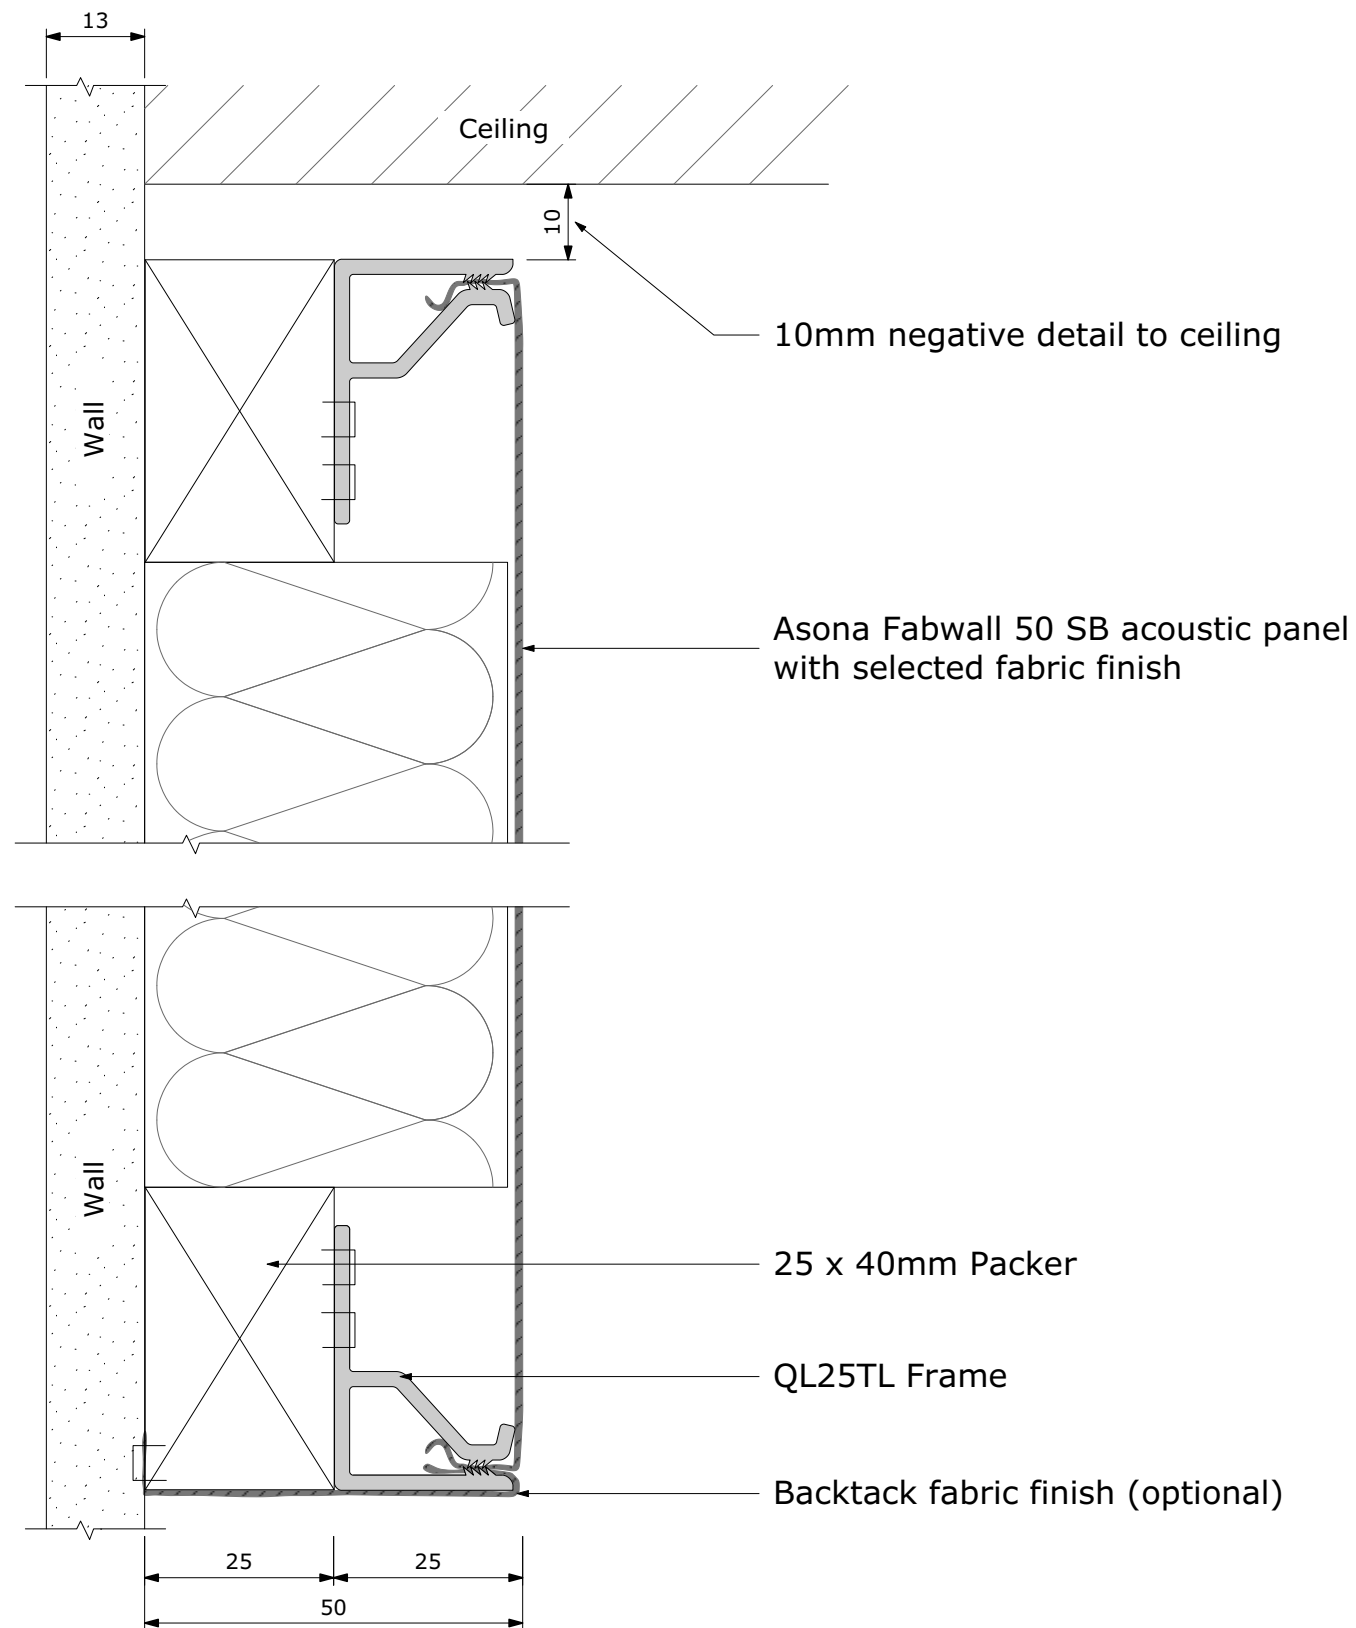 13
Ceiling
10
10mm negative detail to ceiling
Wall
Asona Fabwall 50 SB acoustic panel
with selected fabric finish
Wall
25 x 40mm Packer
QL25TL Frame
Backtack fabric finish (optional)
25
25
50